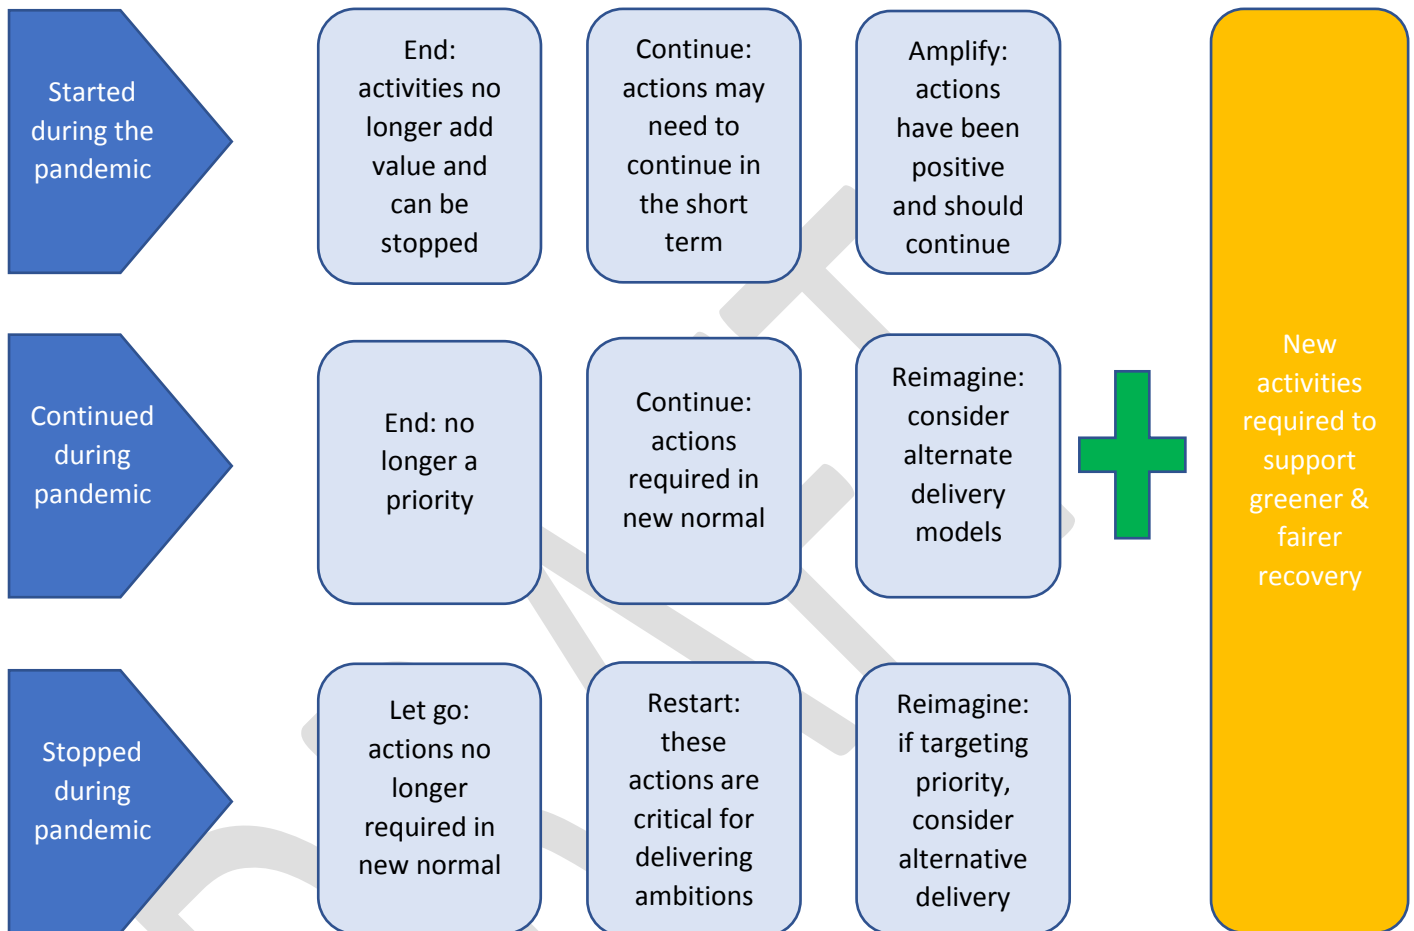 Started
during the
pandemic
End:
activities no
longer add
value and
can be
stopped
Continue:
actions may
need to
continue in
the short
term
Amplify:
actions
have been
positive
and should
continue
Continued
during
pandemic
End: no
longer a
priority
Continue:
actions
required in
new normal
Reimagine:
consider
alternate
delivery
models
New
activities
required to
support
greener &
fairer
recovery
Stopped
during
pandemic
Let go:
actions no
longer
required in
new normal
Restart:
these
actions are
critical for
delivering
ambitions
Reimagine:
if targeting
priority,
consider
alternative
delivery
DRAFT